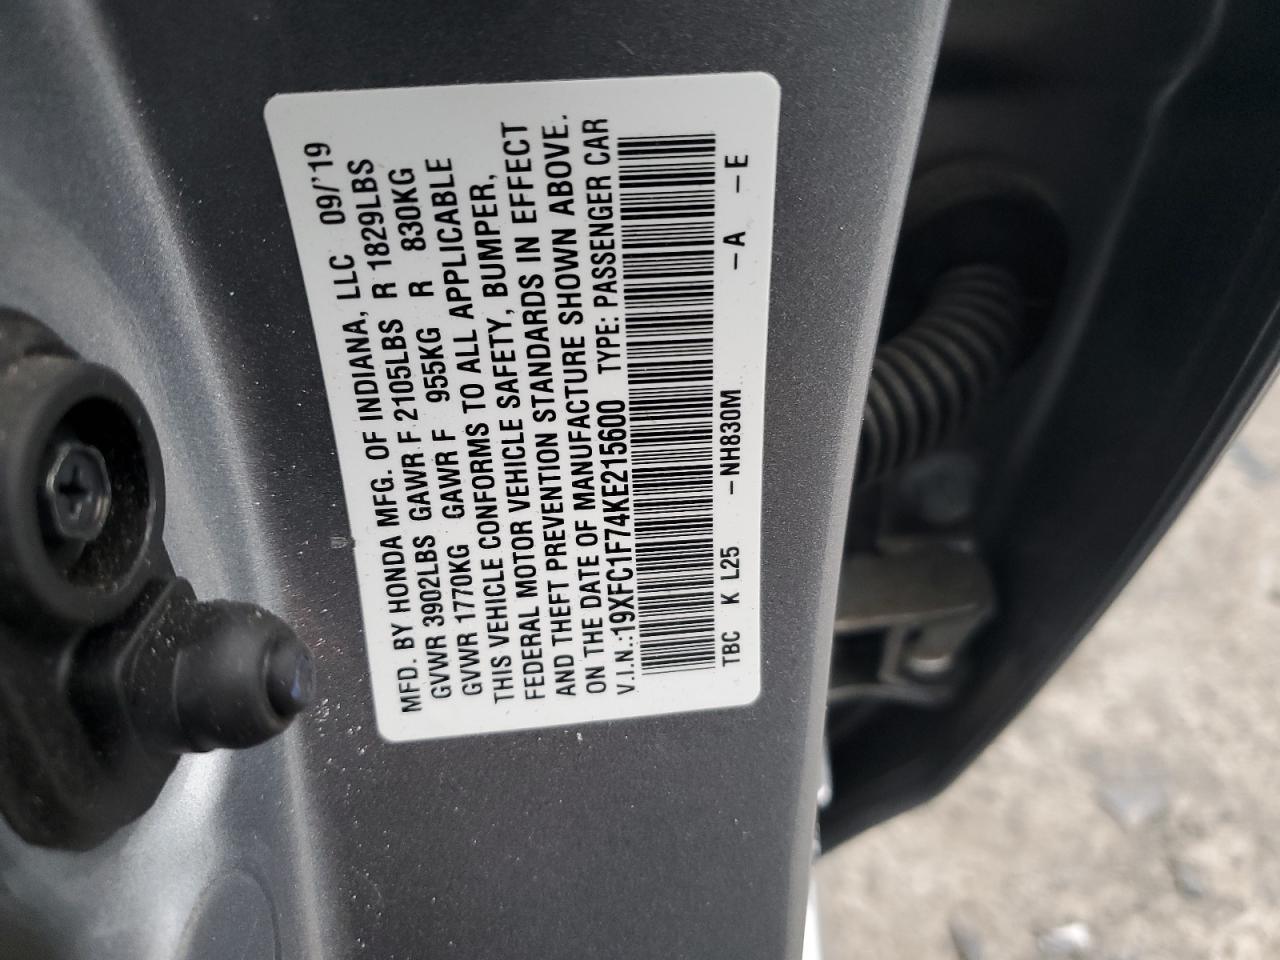 MFD. BY HONDA MFG. OF INDIANA, LLC 09/'19
GVWR 3902LBS GAWR F 2105LBS R 1829LBS
GVWR 1770KG GAWR F 955KG R 830KG
THIS VEHICLE CONFORMS TO ALL APPLICABLE
FEDERAL MOTOR VEHICLE SAFETY, BUMPER,
AND THEFT PREVENTION STANDARDS IN EFFECT
ON THE DATE OF MANUFACTURE SHOWN ABOVE.
V.I.N.:19XFC1F74KE215600 TYPE: PASSENGER CAR
TBC K L25 –NH830M –A –E